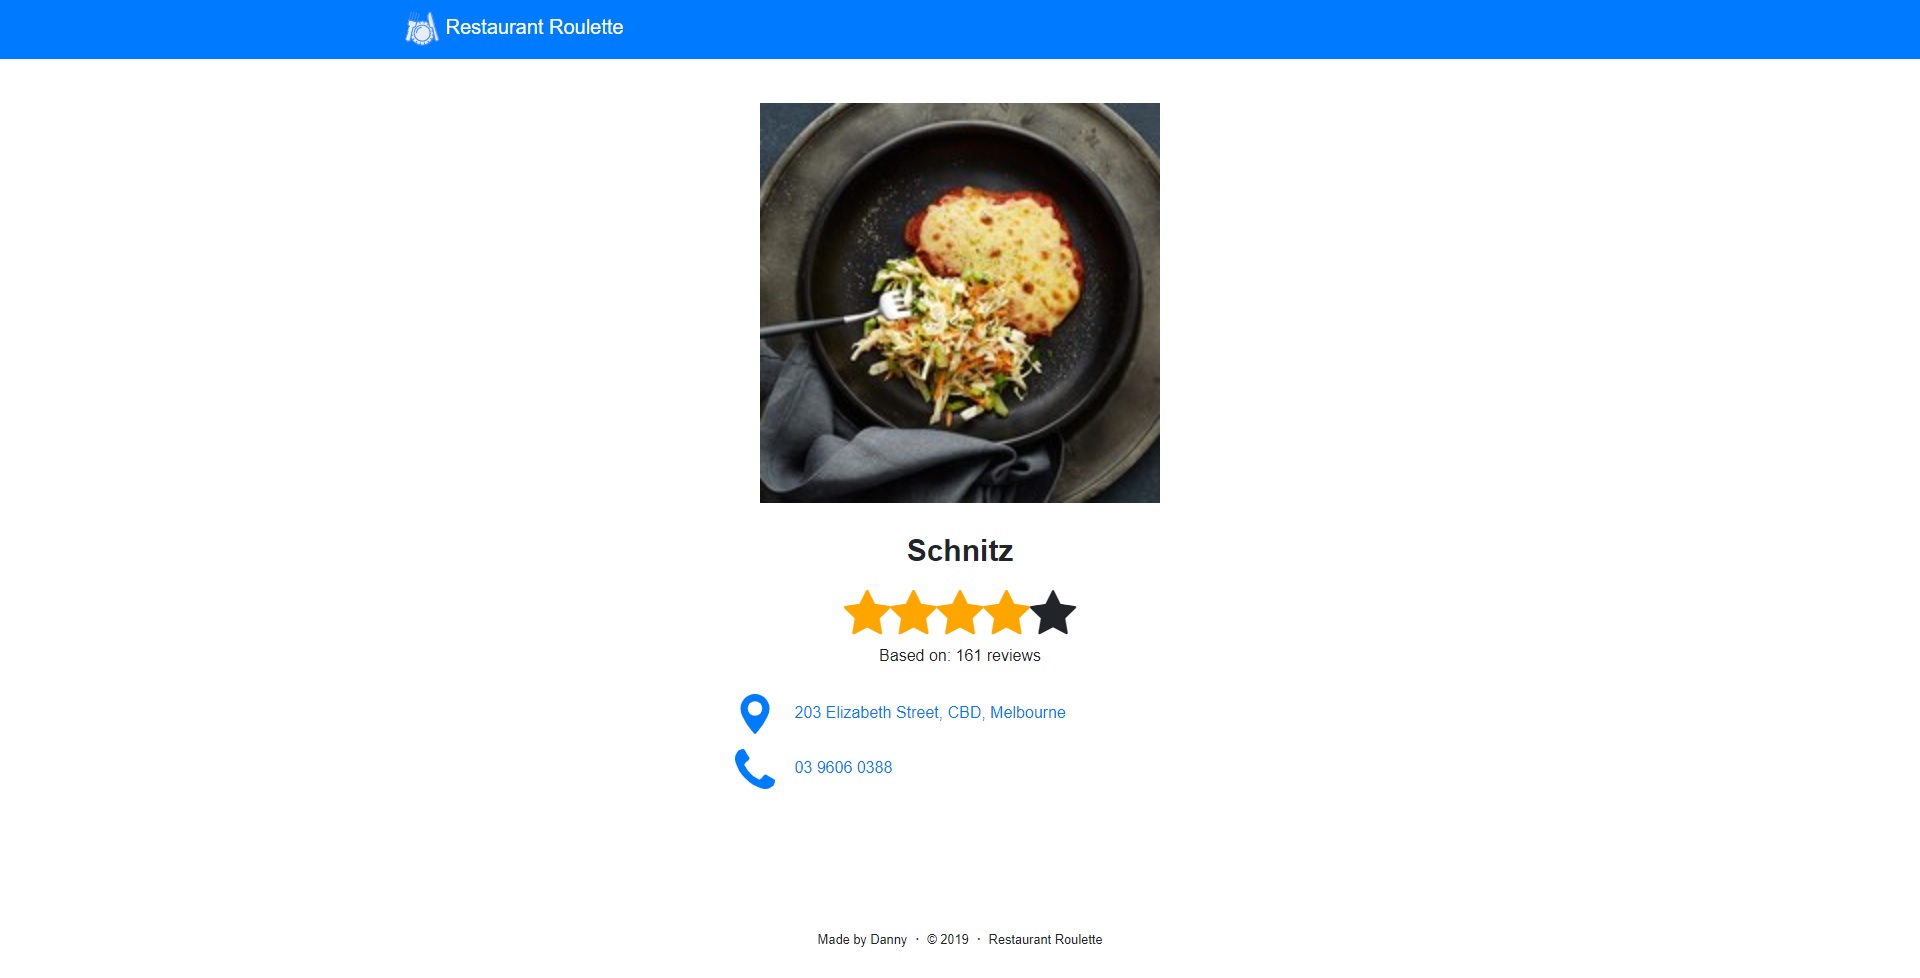 Restaurant Roulette
Schnitz
Based on: 161 reviews
203 Elizabeth Street, CBD, Melbourne
03 9606 0388
Made by Danny · © 2019 · Restaurant Roulette